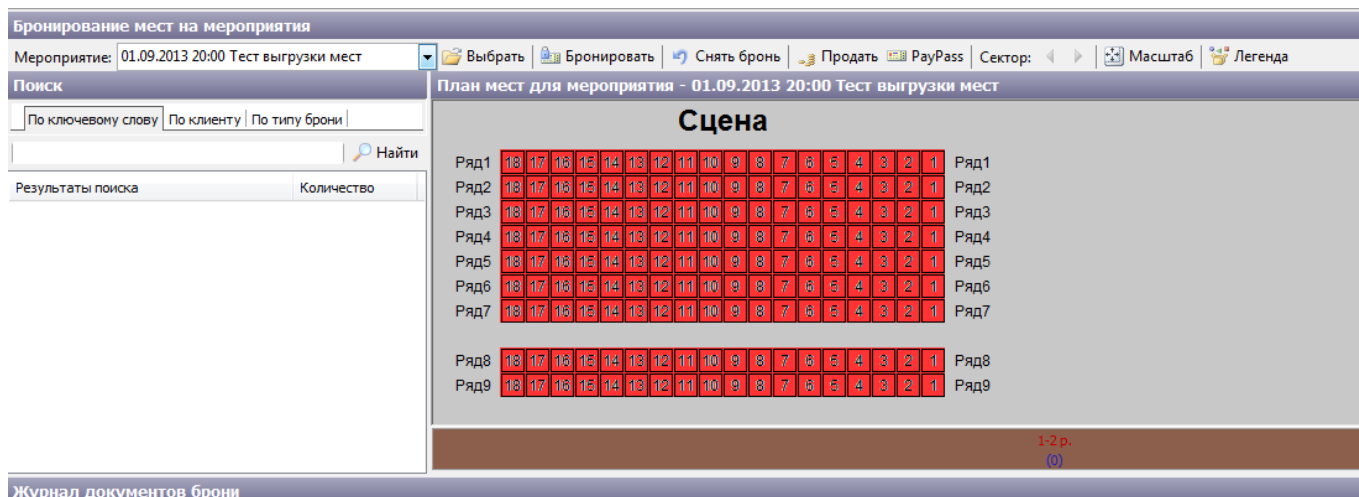 Бронирование мест на мероприятия
Мероприятие: 01.09.2013 20:00 Тест выгрузки мест Выбрать Бронировать Снять бронь Продать PayPass Сектор: Масштаб Легенда
Поиск
План мест для мероприятия - 01.09.2013 20:00 Тест выгрузки мест
По ключевому слову По клиенту По типу брони
Найти
Результаты поиска Количество
Сцена
Ряд1 18 17 16 15 14 13 12 11 10 9 8 7 6 5 4 3 2 1 Ряд1
Ряд2 18 17 16 15 14 13 12 11 10 9 8 7 6 5 4 3 2 1 Ряд2
Ряд3 18 17 16 15 14 13 12 11 10 9 8 7 6 5 4 3 2 1 Ряд3
Ряд4 18 17 16 15 14 13 12 11 10 9 8 7 6 5 4 3 2 1 Ряд4
Ряд5 18 17 16 15 14 13 12 11 10 9 8 7 6 5 4 3 2 1 Ряд5
Ряд6 18 17 16 15 14 13 12 11 10 9 8 7 6 5 4 3 2 1 Ряд6
Ряд7 18 17 16 15 14 13 12 11 10 9 8 7 6 5 4 3 2 1 Ряд7
Ряд8 18 17 16 15 14 13 12 11 10 9 8 7 6 5 4 3 2 1 Ряд8
Ряд9 18 17 16 15 14 13 12 11 10 9 8 7 6 5 4 3 2 1 Ряд9
1-2 р.
(0)
Журнал документов брони